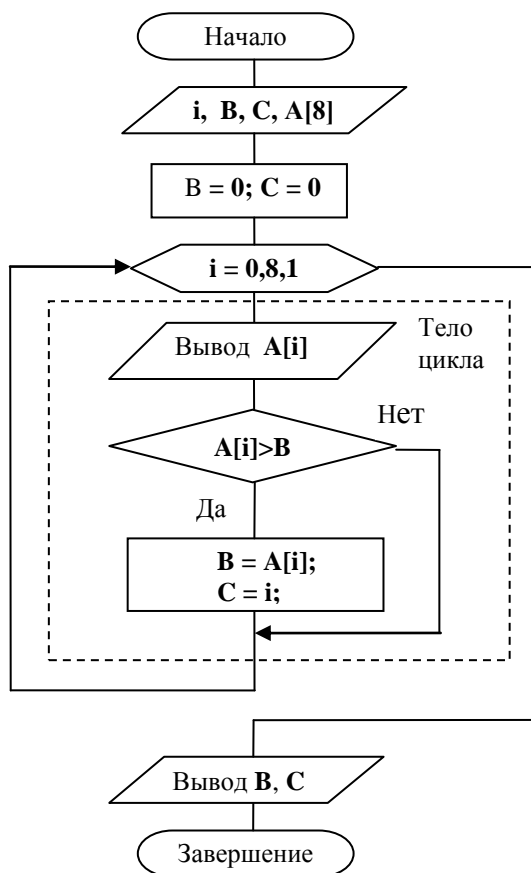 Начало
i, B, C, A[8]
B = 0; C = 0
i = 0,8,1
Тело
цикла
Вывод A[i]
Нет
A[i]>B
Да
B = A[i];
C = i;
Вывод B, C
Завершение